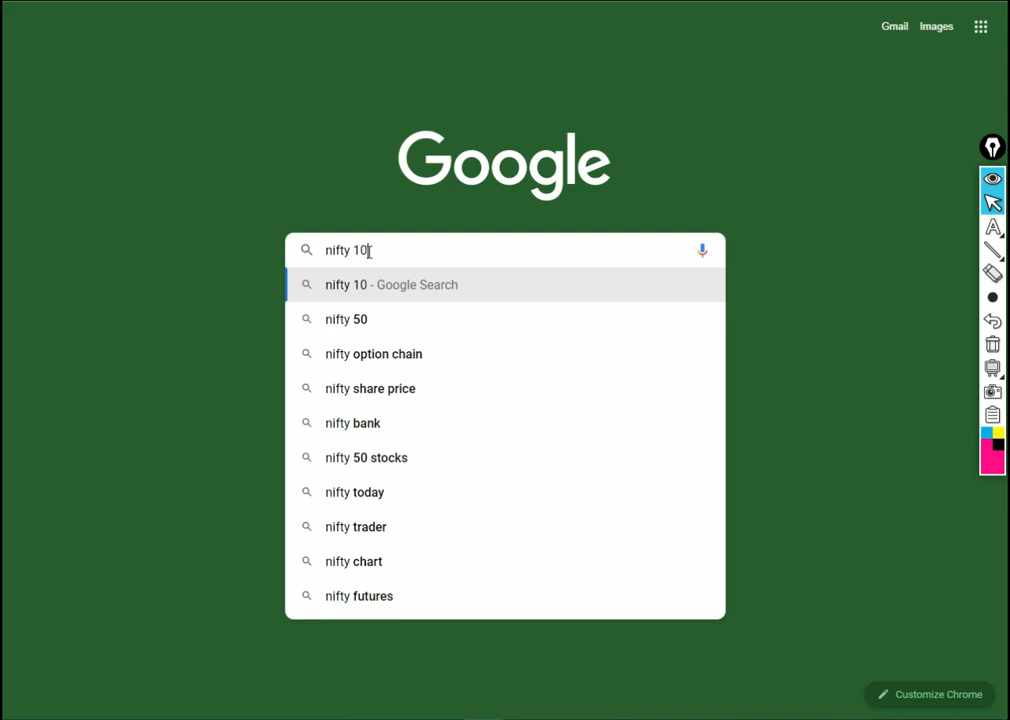 Gmail Images
Google
nifty 10
nifty 10 - Google Search
nifty 50
nifty option chain
nifty share price
nifty bank
nifty 50 stocks
nifty today
nifty trader
nifty chart
nifty futures
A
Customize Chrome